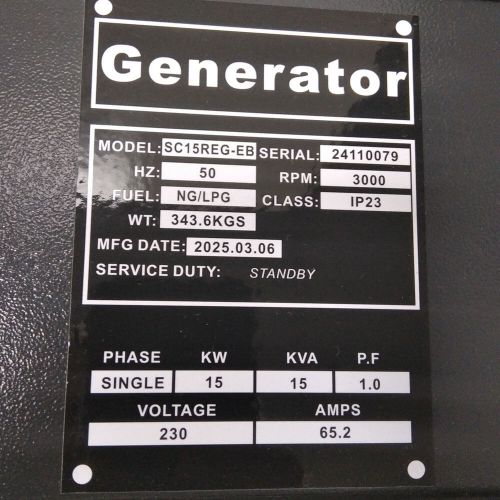 Generator
MODEL: SC15REG-EB SERIAL: 24110079
HZ: 50 RPM: 3000
FUEL: NG/LPG CLASS: IP23
WT: 343.6KGS
MFG DATE: 2025.03.06
SERVICE DUTY: STANDBY
PHASE KW KVA P.F
SINGLE 15 15 1.0
VOLTAGE AMPS
230 65.2